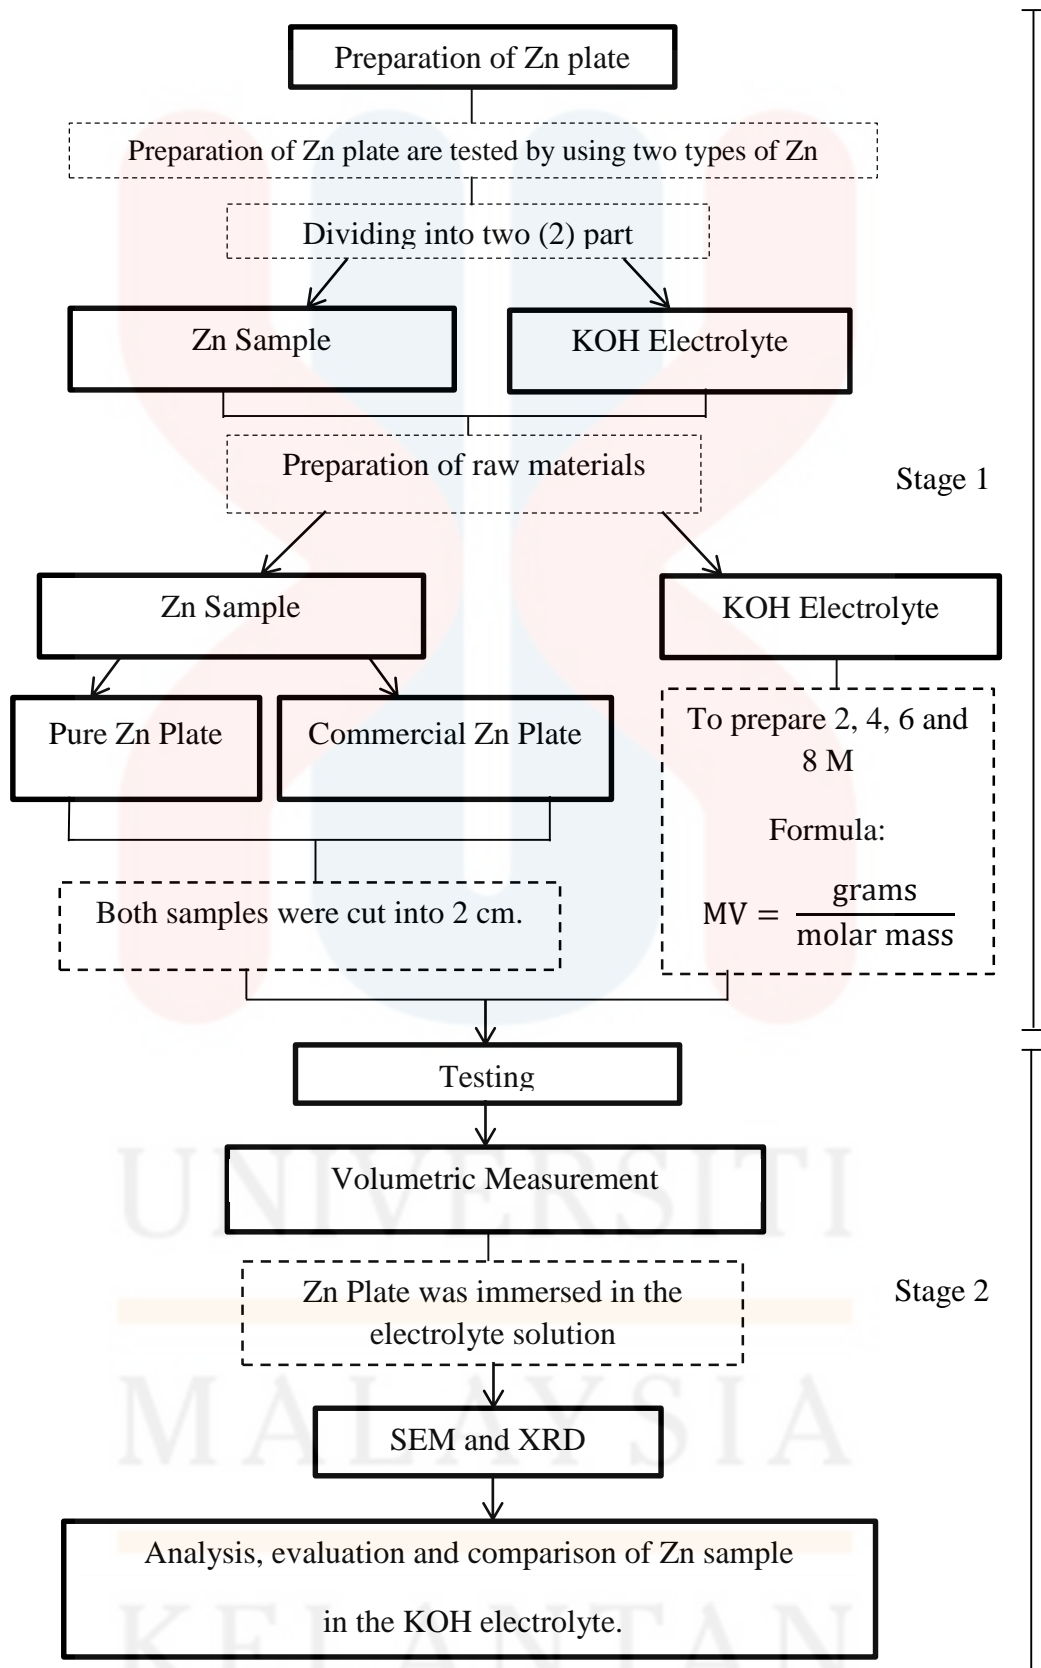 Preparation of Zn plate
Preparation of Zn plate are tested by using two types of Zn
Dividing into two (2) part
Zn Sample
KOH Electrolyte
Preparation of raw materials
Stage 1
Zn Sample
KOH Electrolyte
Pure Zn Plate
Commercial Zn Plate
To prepare 2, 4, 6 and
8 M
Formula:
MV = grams / molar mass
Both samples were cut into 2 cm.
Testing
Volumetric Measurement
Zn Plate was immersed in the
electrolyte solution
Stage 2
SEM and XRD
Analysis, evaluation and comparison of Zn sample
in the KOH electrolyte.
UNIVERSITI
MALAYSIA
KELANTAN